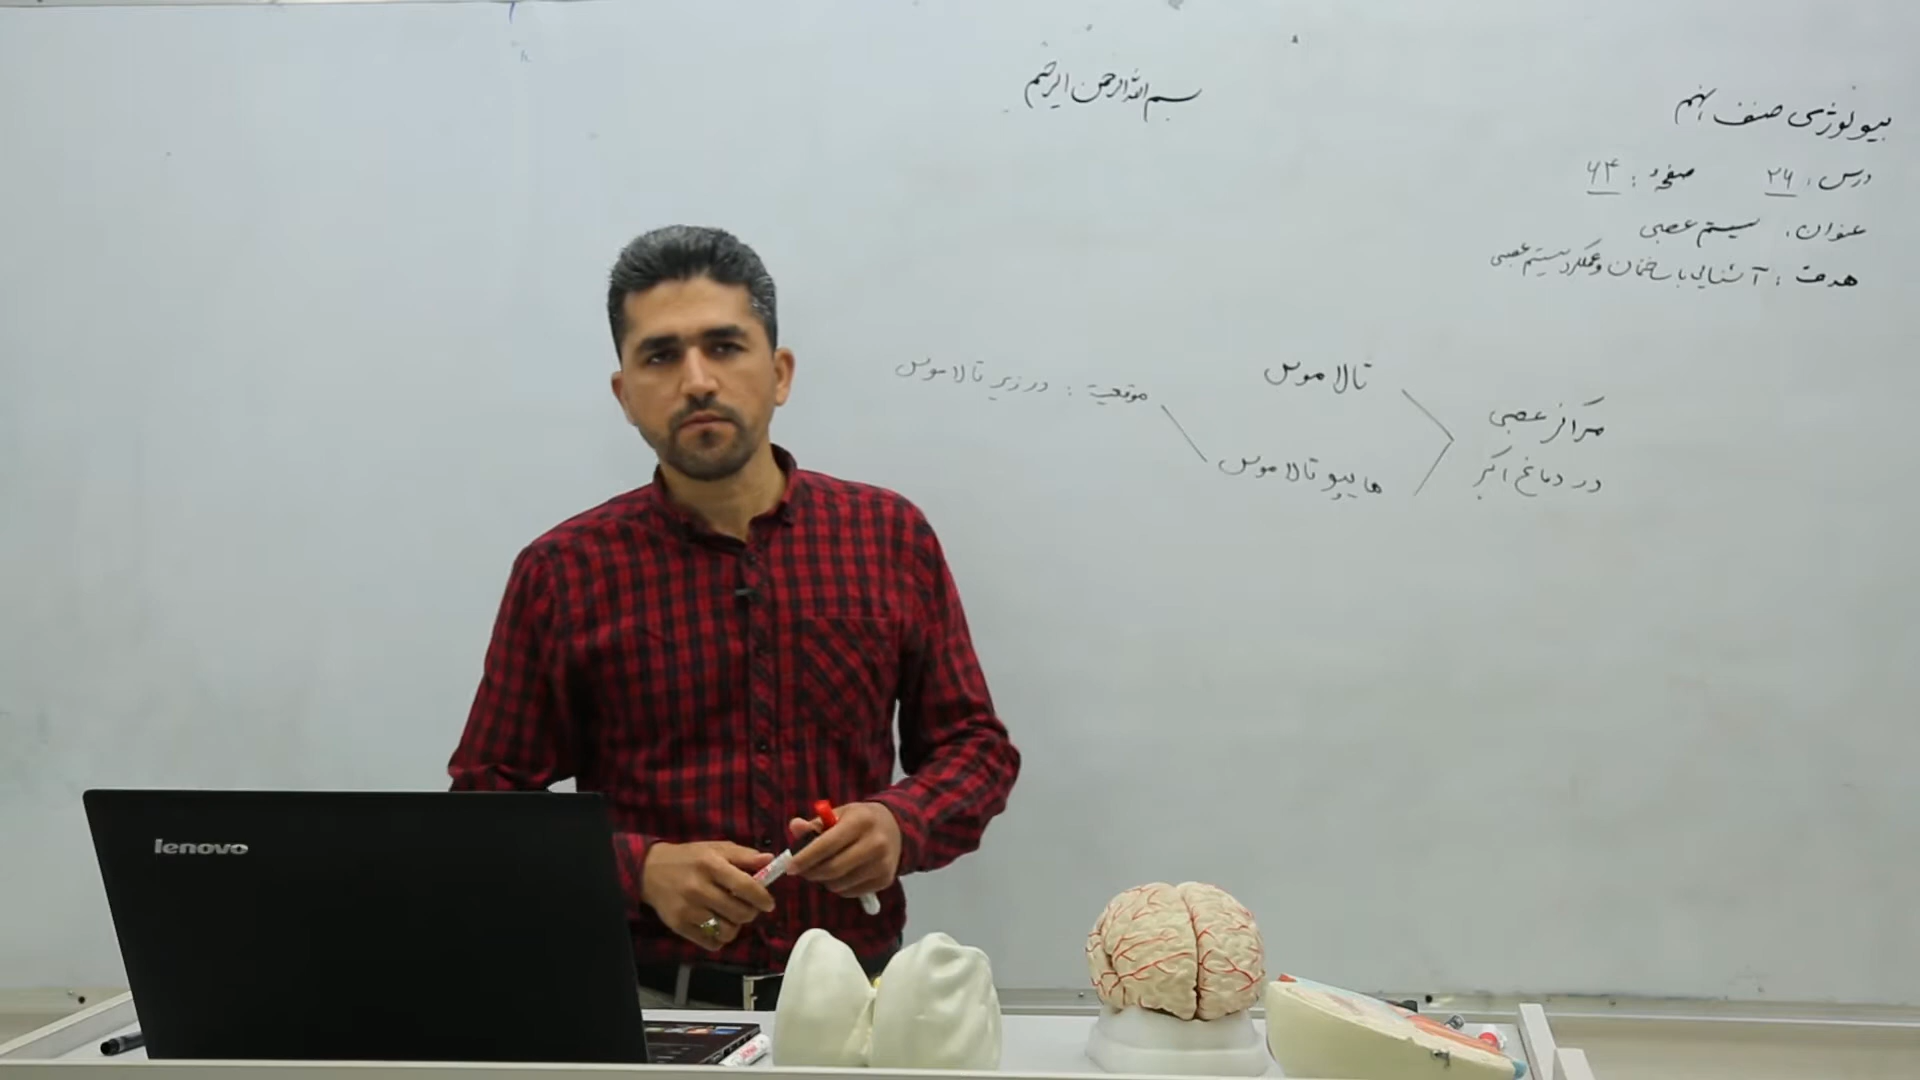 بسم الله الرحمن الرحیم
بیولوژی صنف نهم
درس: ۲۶ صفحه: ۶۴
عنوان: سیستم عصبی
هدف: آشنایی با ساختمان و عملکرد سیستم عصبی
مراکز عصبی
در دماغ اکبر
تالاموس
هایپوتالاموس
موقعیت: در زیر تالاموس
lenovo